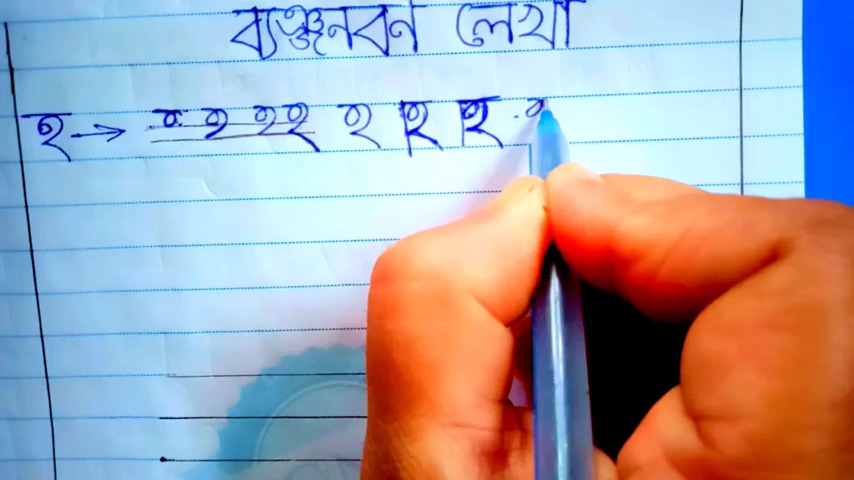 ব্যঞ্জনবর্ণ লেখা
হ → হ হ হ হ